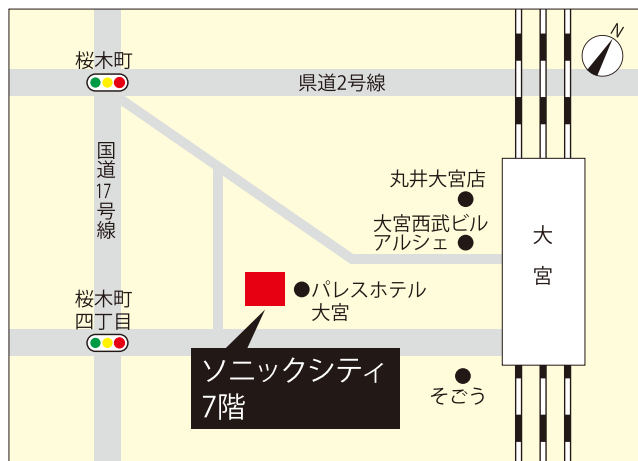 N
桜木町
県道2号線
国道17号線
丸井大宮店
大宮西武ビル
アルシェ
大宮
パレスホテル
大宮
桜木町
四丁目
ソニックシティ
7階
そごう